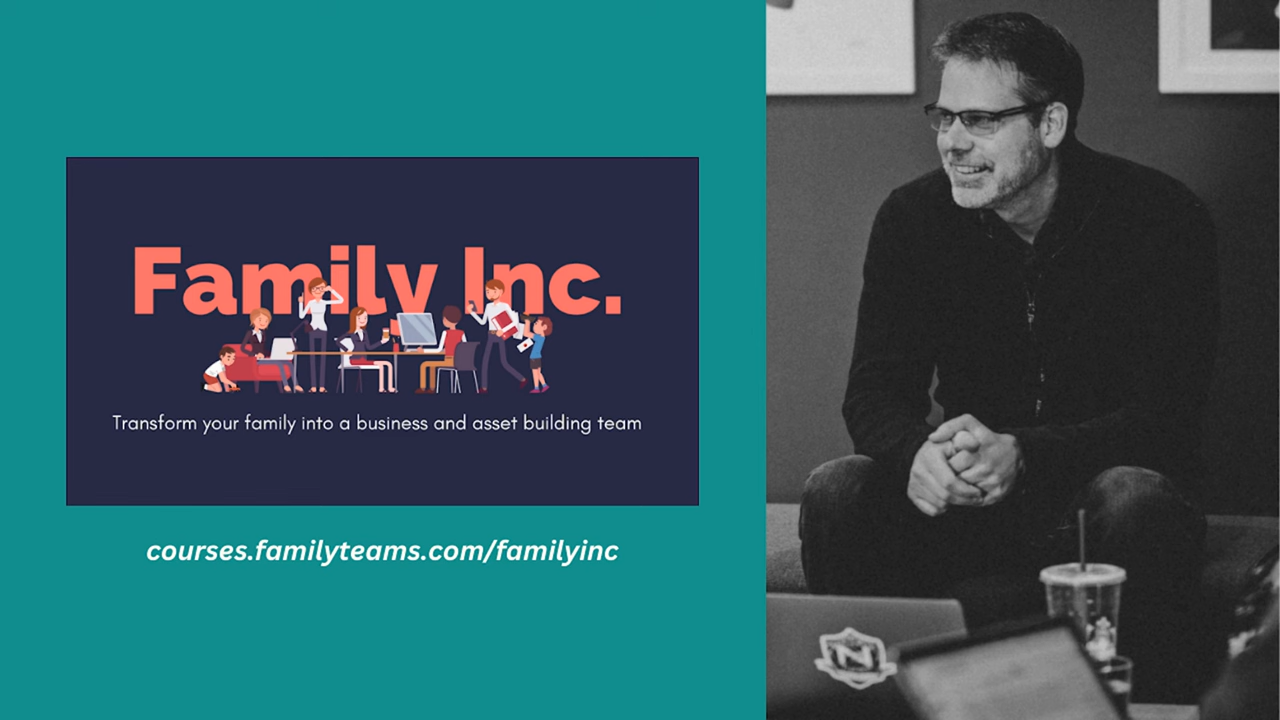 Family Inc.
Transform your family into a business and asset building team
courses.familyteams.com/familyinc
N